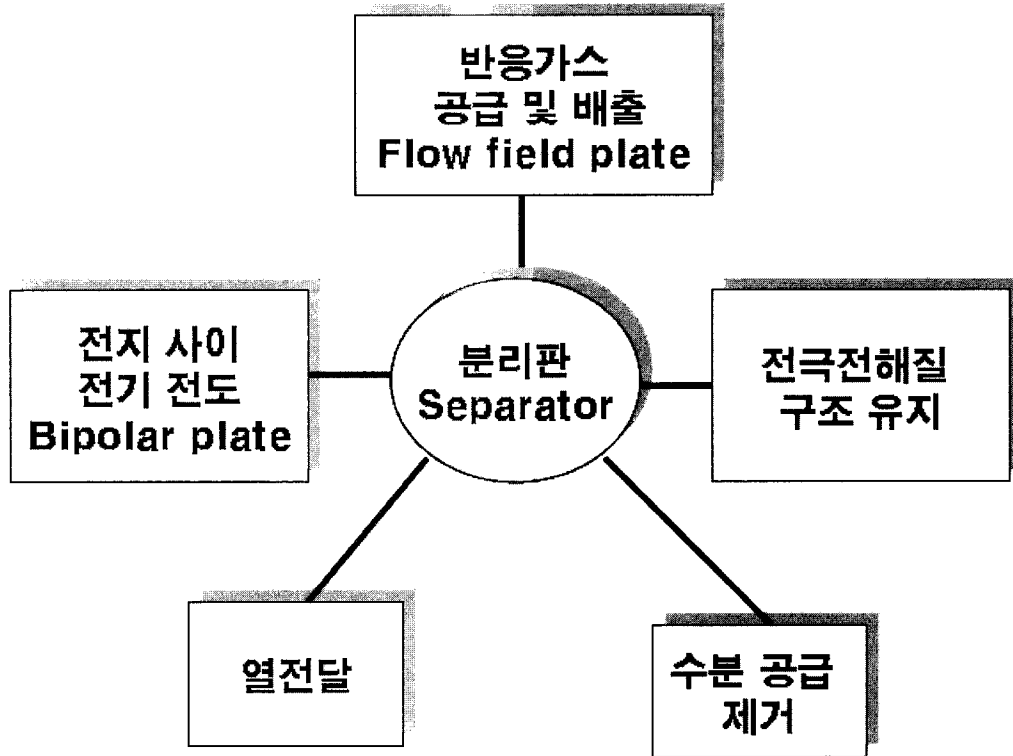 반응가스
공급 및 배출
Flow field plate
전지 사이
전기 전도
Bipolar plate
분리판
Separator
전극전해질
구조 유지
열전달
수분 공급
제거